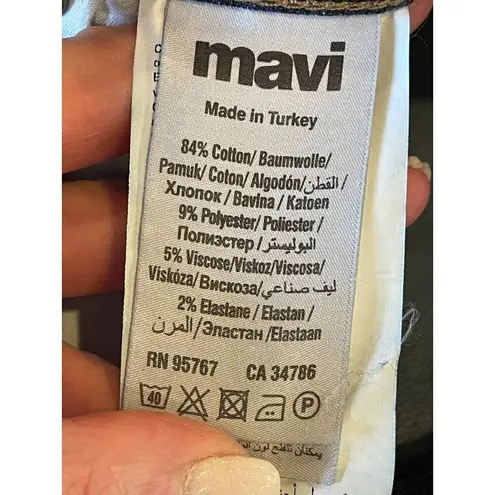 mavi
Made in Turkey
84% Cotton/Baumwolle/
Pamuk/Coton/Algodón/القطن/
Хлопок/Bavlna/Katoen
9% Polyester/Poliester/
Полиэстер/البوليستر/
5% Viscose/Viskoz/Viscosa/
Viskóza/Вискоза/ليف صناعي/
2% Elastane/Elastan/
المرن/Эластан/Elastaan
RN 95767 CA 34786
40 P